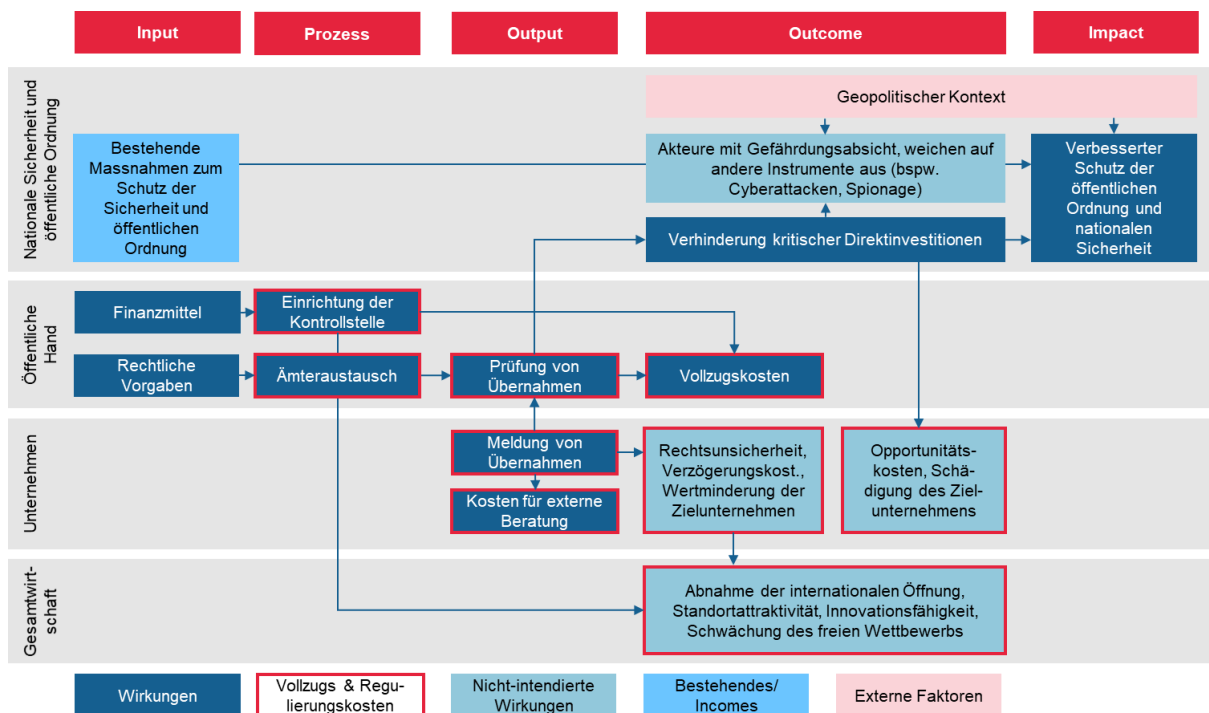 Input
Prozess
Output
Outcome
Impact
Nationale Sicherheit und
öffentliche Ordnung
Geopolitischer Kontext
Bestehende
Massnahmen zum
Schutz der
Sicherheit und
öffentlichen
Ordnung
Akteure mit Gefährdungsabsicht, weichen auf
andere Instrumente aus (bspw.
Cyberattacken, Spionage)
Verbesserter
Schutz der
öffentlichen
Ordnung und
nationalen
Sicherheit
Verhinderung kritischer Direktinvestitionen
Öffentliche
Hand
Finanzmittel
Einrichtung der
Kontrollstelle
Rechtliche
Vorgaben
Ämteraustausch
Prüfung von
Übernahmen
Vollzugskosten
Unternehmen
Meldung von
Übernahmen
Kosten für externe
Beratung
Rechtsunsicherheit,
Verzögerungskost.,
Wertminderung der
Zielunternehmen
Opportunitäts-
kosten, Schä-
digung des Ziel-
unternehmens
Gesamtwirt-
schaft
Abnahme der internationalen Öffnung,
Standortattraktivität, Innovationsfähigkeit,
Schwächung des freien Wettbewerbs
Wirkungen
Vollzugs & Regu-
lierungskosten
Nicht-intendierte
Wirkungen
Bestehendes/
Incomes
Externe Faktoren